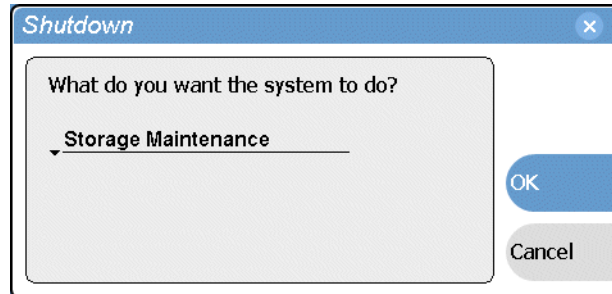 Shutdown
What do you want the system to do?
Storage Maintenance
OK
Cancel